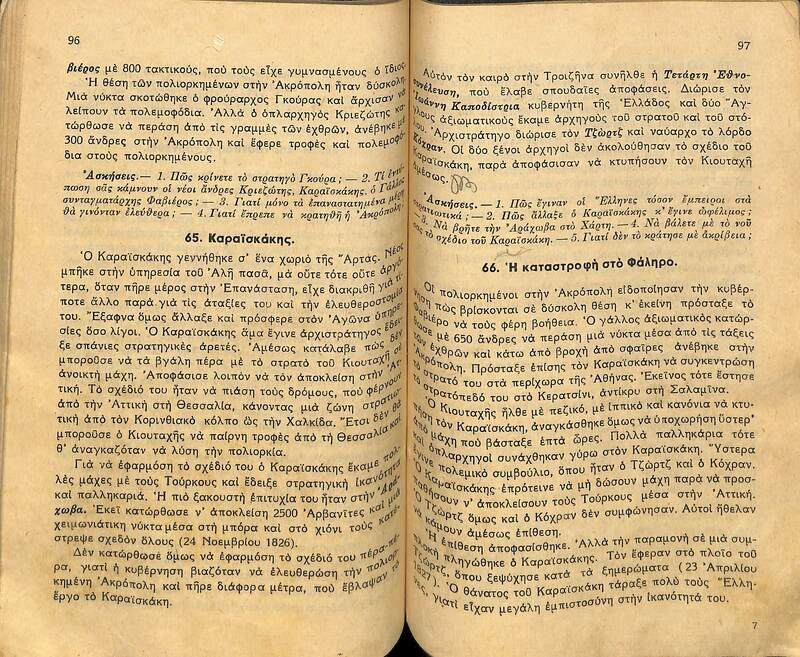 96
βιέρος μὲ 800 τακτικούς, ποὺ τοὺς εἶχε γυμνασμένους ὁ ἴδιος.
Ἡ θέση τῶν πολιορκημένων στὴν Ἀκρόπολη ἦταν δύσκολη.
Μιὰ νύκτα σκοτώθηκε ὁ φρούραρχος Γκούρας καὶ ἄρχισαν νὰ
λείπουν τὰ πολεμοφόδια. Ἀλλὰ ὁ ὁπλαρχηγὸς Κριεζώτης κα-
τώρθωσε νὰ περάση ἀπὸ τὶς γραμμὲς τῶν ἐχθρῶν, ἀνέβηκε μὲ
300 ἄνδρες στὴν Ἀκρόπολη καὶ ἔφερε τροφὲς καὶ πολεμοφό-
δια στοὺς πολιορκημένους.
Ἀσκήσεις.— 1. Πῶς κρίνετε τὸ στρατηγὸ Γκούρα; — 2. Τί ἐντύ-
πωση σᾶς κάμνουν οἱ νέοι ἄνδρες Κριεζώτης, Καραϊσκάκης, ὁ Γάλλος
συνταγματάρχης Φαβιέρος; — 3. Γιατί μόνο τὰ ἐπαναστατημένα μέρη
θὰ γινόνταν ἐλεύθερα; — 4. Γιατί ἔπρεπε νὰ κρατηθῆ ἡ Ἀκρόπολη;
65. Καραϊσκάκης.
Ὁ Καραϊσκάκης γεννήθηκε σ' ἕνα χωριὸ τῆς Ἄρτας. Νέος
μπῆκε στὴν ὑπηρεσία τοῦ Ἀλῆ πασᾶ, μὰ οὔτε τότε οὔτε ἀργό-
τερα, ὅταν πῆρε μέρος στὴν Ἐπανάσταση, εἶχε διακριθῆ γιὰ τί-
ποτε ἄλλο παρὰ γιὰ τὶς ἀταξίες του καὶ τὴν ἐλευθεροστομία
του. Ἔξαφνα ὅμως ἄλλαξε καὶ πρόσφερε στὸν Ἀγῶνα ὑπηρε-
σίες ὅσο λίγοι. Ὁ Καραϊσκάκης ἅμα ἔγινε ἀρχιστράτηγος ἔδει-
ξε σπάνιες στρατηγικὲς ἀρετές. Ἀμέσως κατάλαβε πὼς δὲν
μποροῦσε νὰ τὰ βγάλη πέρα μὲ τὸ στρατὸ τοῦ Κιουταχῆ σὲ
ἀνοικτὴ μάχη. Ἀποφάσισε λοιπὸν νὰ τὸν ἀποκλείση στὴν Ἀτ-
τική. Τὸ σχέδιό του ἦταν νὰ πιάση τοὺς δρόμους, ποὺ φέρνουν
ἀπὸ τὴν Ἀττικὴ στὴ Θεσσαλία, κάνοντας μιὰ ζώνη στρατιω-
τικὴ ἀπὸ τὸν Κορινθιακὸ κόλπο ὡς τὴν Χαλκίδα. Ἔτσι δὲν θὰ
μποροῦσε ὁ Κιουταχῆς νὰ παίρνη τροφὲς ἀπὸ τὴ Θεσσαλία καὶ
θ' ἀναγκαζόταν νὰ λύση τὴν πολιορκία.
Γιὰ νὰ ἐφαρμόση τὸ σχέδιό του ὁ Καραϊσκάκης ἔκαμε πολ-
λὲς μάχες μὲ τοὺς Τούρκους καὶ ἔδειξε στρατηγικὴ ἱκανότητα
καὶ παλληκαριά. Ἡ πιὸ ξακουστὴ ἐπιτυχία του ἦταν στὴν Ἀρά-
χωβα. Ἐκεῖ κατώρθωσε ν' ἀποκλείση 2500 Ἀρβανίτες καὶ μιὰ
χειμωνιάτικη νύκτα μέσα στὴ μπόρα καὶ στὸ χιόνι τοὺς κατέ-
στρεψε σχεδὸν ὅλους (24 Νοεμβρίου 1826).
Δὲν κατώρθωσε ὅμως νὰ ἐφαρμόση τὸ σχέδιό του πέρα-πέ-
ρα, γιατὶ ἡ κυβέρνηση βιαζόταν νὰ ἐλευθερώση τὴν πολιορ-
κημένη Ἀκρόπολη καὶ πῆρε διάφορα μέτρα, ποὺ ἔβλαψαν τὸ
ἔργο τὸ Καραϊσκάκη.
97
Αὐτὸν τὸν καιρὸ στὴν Τροιζῆνα συνῆλθε ἡ Τετάρτη Ἐθνο-
συνέλευση, ποὺ ἔλαβε σπουδαῖες ἀποφάσεις. Διώρισε τὸν
Ἰωάννη Καποδίστρια κυβερνήτη τῆς Ἑλλάδος καὶ δύο Ἄγ-
γλους ἀξιωματικοὺς ἔκαμε ἀρχηγοὺς τοῦ στρατοῦ καὶ τοῦ στό-
λου. Ἀρχιστράτηγο διώρισε τὸν Τζὼρτζ καὶ ναύαρχο τὸ λόρδο
Κόχραν. Οἱ δύο ξένοι ἀρχηγοὶ δὲν ἀκολύθησαν τὸ σχέδιο τοῦ
Καραϊσκάκη, παρὰ ἀποφάσισαν νὰ κτυπήσουν τὸν Κιουταχῆ
ἀμέσως.
Ἀσκήσεις.— 1. Πῶς ἔγιναν οἱ Ἕλληνες τόσον ἔμπειροι στὰ
στρατιωτικά; — 2. Πῶς ἄλλαξε ὁ Καραϊσκάκης κ' ἔγινε ὠφέλιμος;
— 3. Νὰ βρῆτε τὴν Ἀράχωβα στὸ Χάρτη.— 4. Νὰ βάλετε μὲ τὸ νοῦ
σας τὸ σχέδιο τοῦ Καραϊσκάκης.— 5. Γιατί δὲν τὸ κράτησε μὲ ἀκρίβεια;
66. Ἡ καταστροφὴ στὸ Φάληρο.
Οἱ πολιορκημένοι στὴν Ἀκρόπολη εἰδοποίησαν τὴν κυβέρ-
νηση πὼς βρίσκονται σὲ δύσκολη θέση κ' ἐκείνη πρόσταξε τὸ
Φαβιέρο νὰ τοὺς φέρη βοήθεια. Ὁ γάλλος ἀξιωματικὸς κατώρ-
θωσε μὲ 650 ἄνδρες νὰ περάση μιὰ νύκτα μέσα ἀπὸ τὶς τάξεις
τῶν ἐχθρῶν καὶ κάτω ἀπὸ βροχὴ ἀπὸ σφαῖρες ἀνέβηκε στὴν
Ἀκρόπολη. Πρόσταξε ἐπίσης τὸν Καραϊσκάκη νὰ συγκεντρώση
τὸ στρατό του στὰ περίχωρα τῆς Ἀθήνας. Ἐκεῖνος τότε ἔστησε
τὸ στρατόπεδό του στὸ Κερατσίνι, ἀντίκρυ στὴ Σαλαμῖνα.
Ὁ Κιουταχῆς ἦλθε μὲ πεζικό, μὲ ἱππικὸ καὶ κανόνια νὰ κτυ-
πήση τὸν Καραϊσκάκη, ἀναγκάσθηκε ὅμως νὰ ὑποχωρήση ὕστερ'
ἀπὸ μάχη ποὺ βάσταξε ἑπτὰ ὧρες. Πολλὰ παλληκάρια τότε
καὶ ὁπλαρχηγοὶ συνάχθηκαν γύρω στὸν Καραϊσκάκη. Ὕστερα
ἔγινε πολεμικὸ συμβούλιο, ὅπου ἦταν ὁ Τζὼρτζ καὶ ὁ Κόχραν.
Ὁ Καραϊσκάκης ἐπρότεινε νὰ μὴ δώσουν μάχη παρὰ νὰ προσ-
παθήσουν ν' ἀποκλείσουν τοὺς Τούρκους μέσα στὴν Ἀττική.
Ὁ Τζὼρτζ ὅμως καὶ ὁ Κόχραν δὲν συμφώνησαν. Αὐτοὶ ἤθελαν
νὰ κάμουν ἀμέσως ἐπίθεση.
Ἡ ἐπίθεση ἀποφασίσθηκε. Ἀλλὰ τὴν παραμονὴ σὲ μιὰ συμ-
πλοκὴ πληγώθηκε ὁ Καραϊσκάκης. Τὸν ἔφεραν στὸ πλοῖο τοῦ
Τζὼρτζ, ὅπου ξεψύχησε κατὰ τὰ ξημερώματα (23 Ἀπριλίου
1827). Ὁ θάνατος τοῦ Καραϊσκάκη τάραξε πολὺ τοὺς Ἕλλη-
νες, γιατὶ εἶχαν μεγάλη ἐμπιστοσύνη στὴν ἱκανότητά του.
7